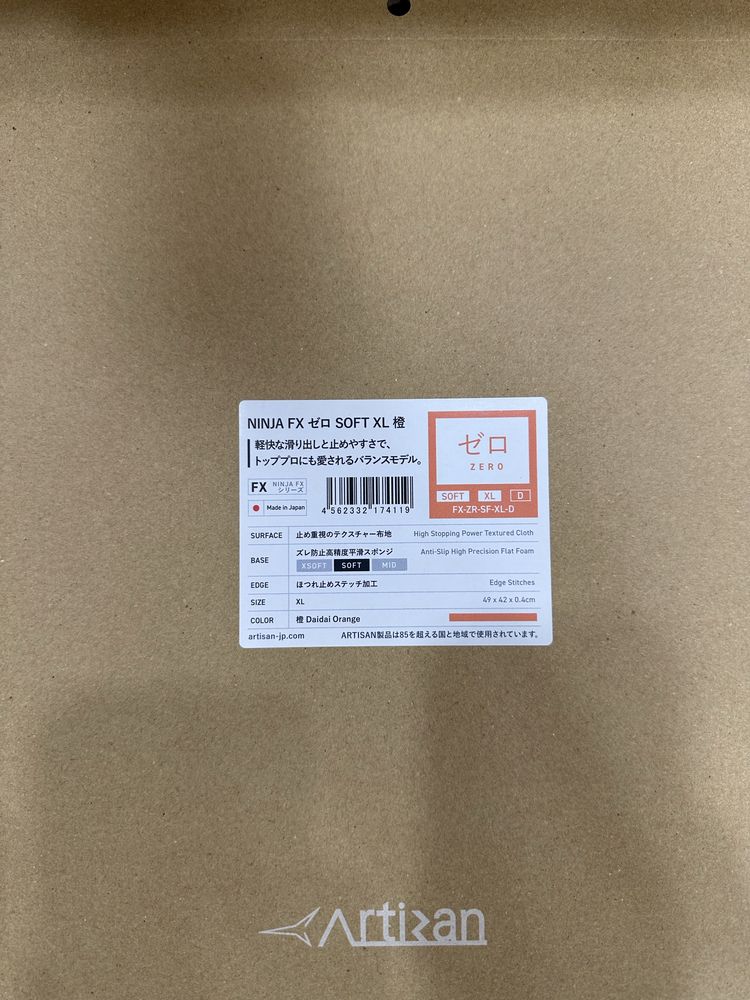 NINJA FX ゼロ SOFT XL 橙
軽快な滑り出しと止めやすさで、
トッププロにも愛されるバランスモデル。
FX NINJA FX シリーズ
Made in Japan
4 562332 174119
ゼロ
ZERO
SOFT XL D
FX-ZR-SF-XL-D
SURFACE 止め重視のテクスチャー布地 High Stopping Power Textured Cloth
BASE ズレ防止高精度平滑スポンジ Anti-Slip High Precision Flat Foam
XSOFT SOFT MID
EDGE ほつれ止めステッチ加工 Edge Stitches
SIZE XL 49 x 42 x 0.4cm
COLOR 橙 Daidai Orange
artisan-jp.com ARTISAN製品は85を超える国と地域で使用されています。
Artisan